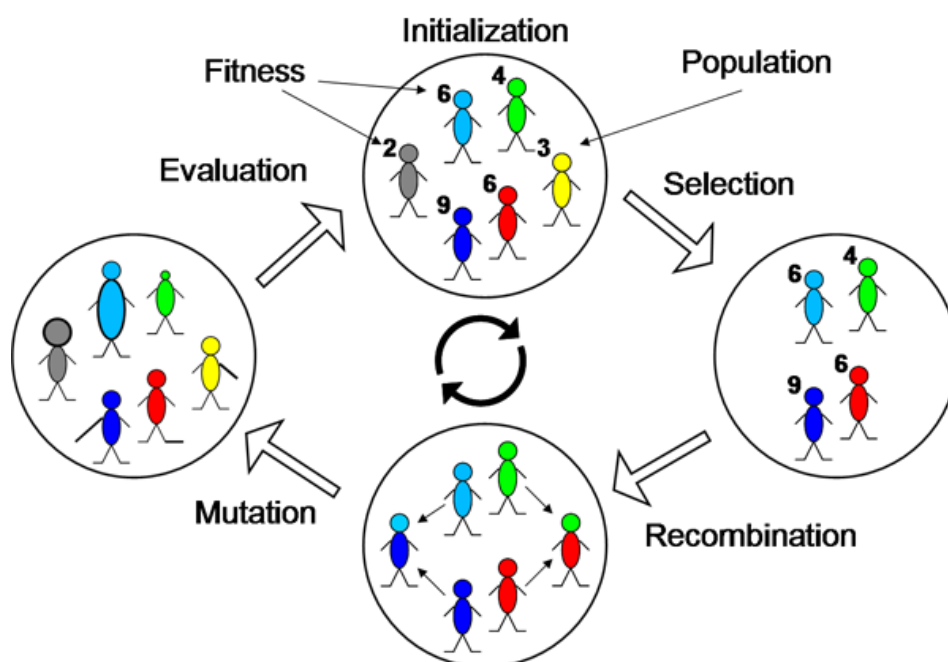 Initialization
Fitness
Population
6
4
2
3
9
6
Evaluation
Selection
6
4
9
6
Mutation
Recombination